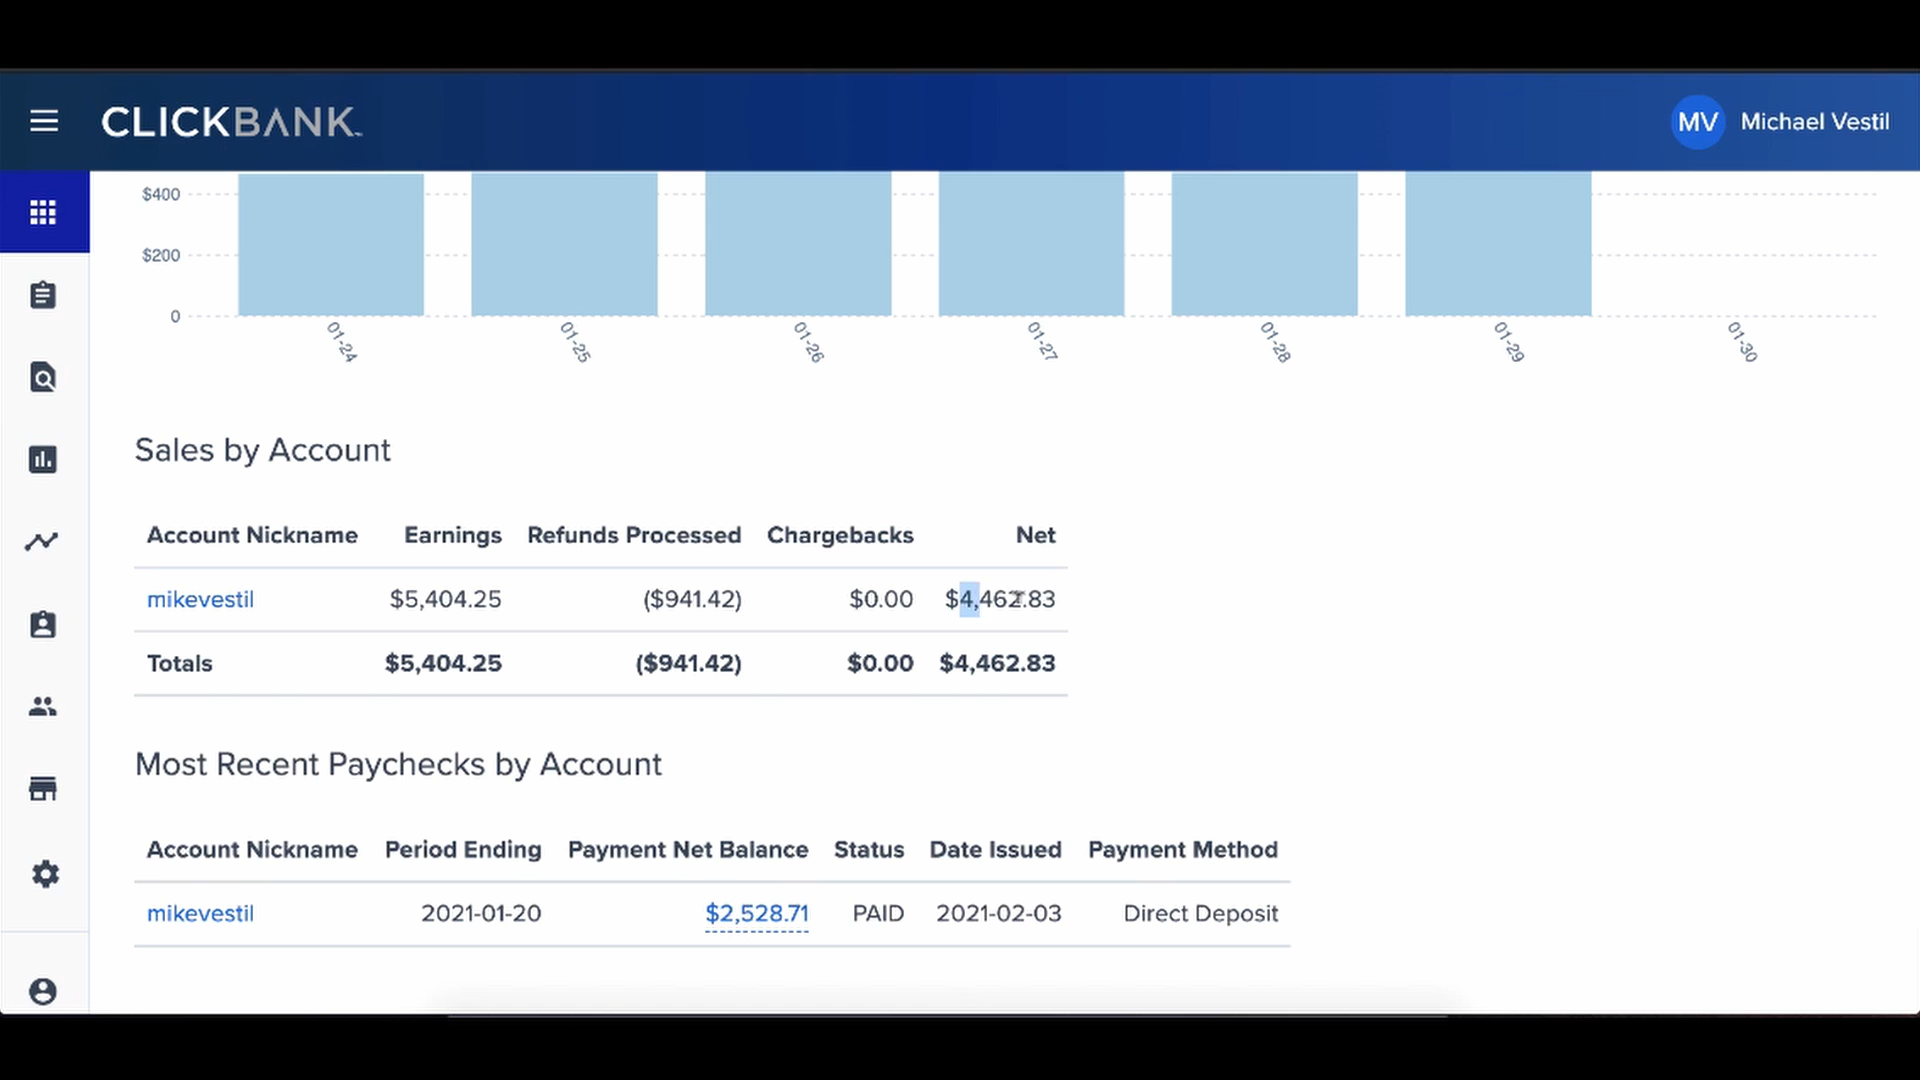 CLICKBANK
MV Michael Vestil
$400
$200
0
01-24 01-25 01-26 01-27 01-28 01-29 01-30
Sales by Account
Account Nickname Earnings Refunds Processed Chargebacks Net
mikevestil $5,404.25 ($941.42) $0.00 $4,462.83
Totals $5,404.25 ($941.42) $0.00 $4,462.83
Most Recent Paychecks by Account
Account Nickname Period Ending Payment Net Balance Status Date Issued Payment Method
mikevestil 2021-01-20 $2,528.71 PAID 2021-02-03 Direct Deposit